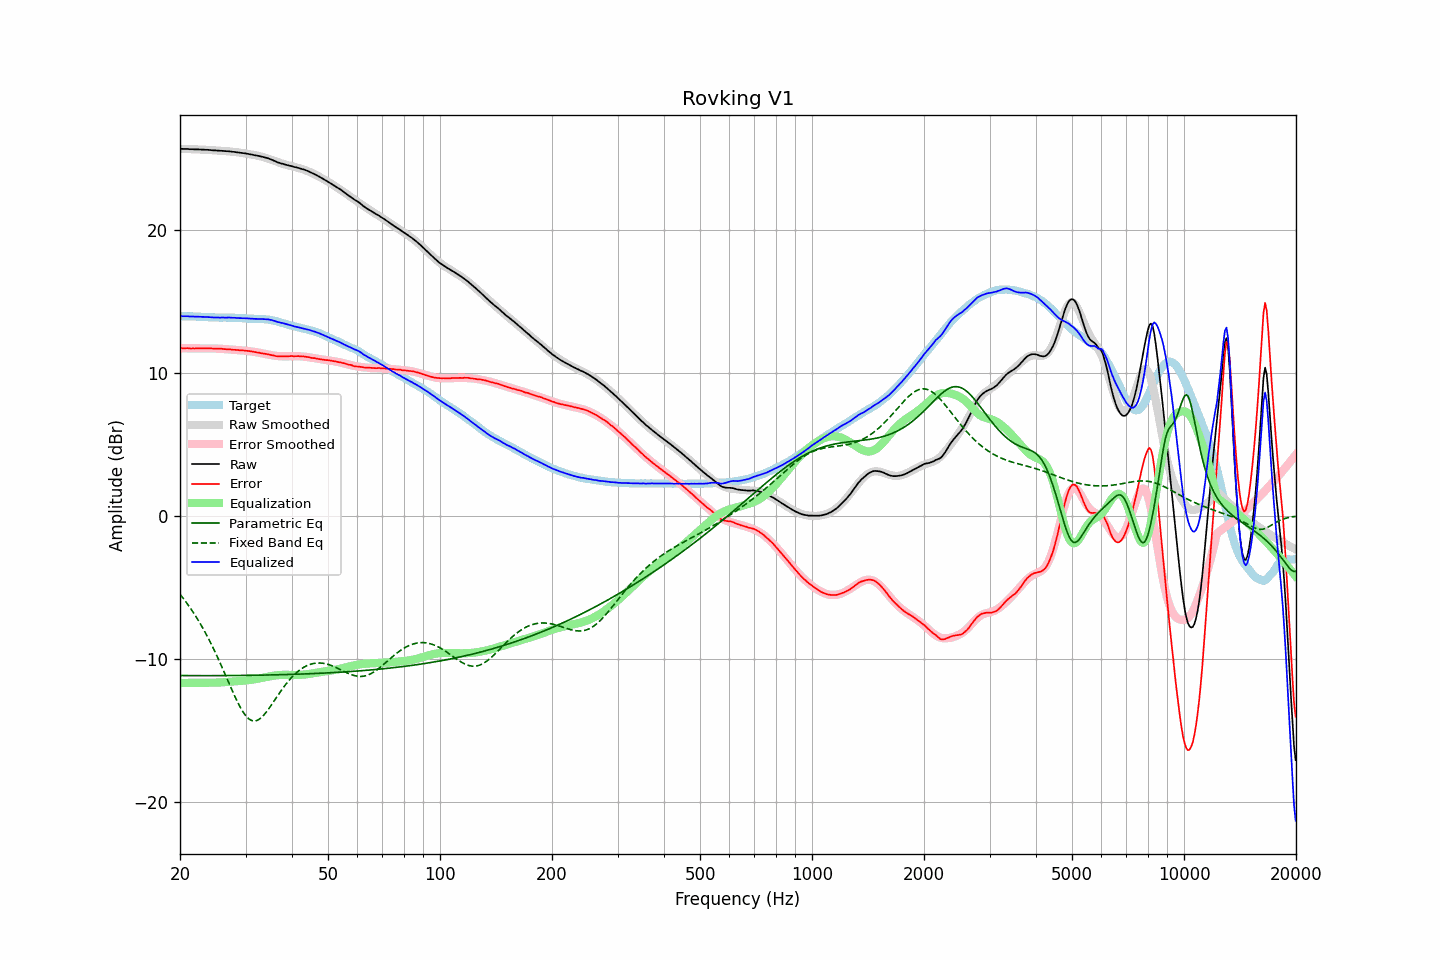 Rovking V1
Amplitude (dBr)
20
10
0
−10
−20
Target
Raw Smoothed
Error Smoothed
Raw
Error
Equalization
Parametric Eq
Fixed Band Eq
Equalized
20 50 100 200 500 1000 2000 5000 10000 20000
Frequency (Hz)